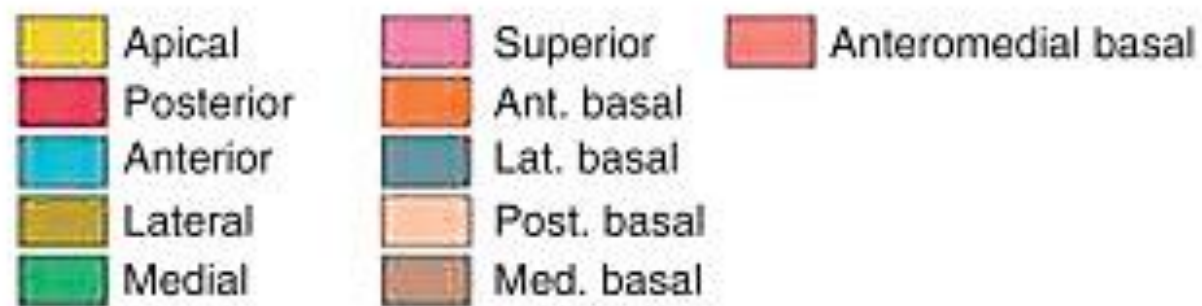 Apical
Posterior
Anterior
Lateral
Medial
Superior
Ant. basal
Lat. basal
Post. basal
Med. basal
Anteromedial basal